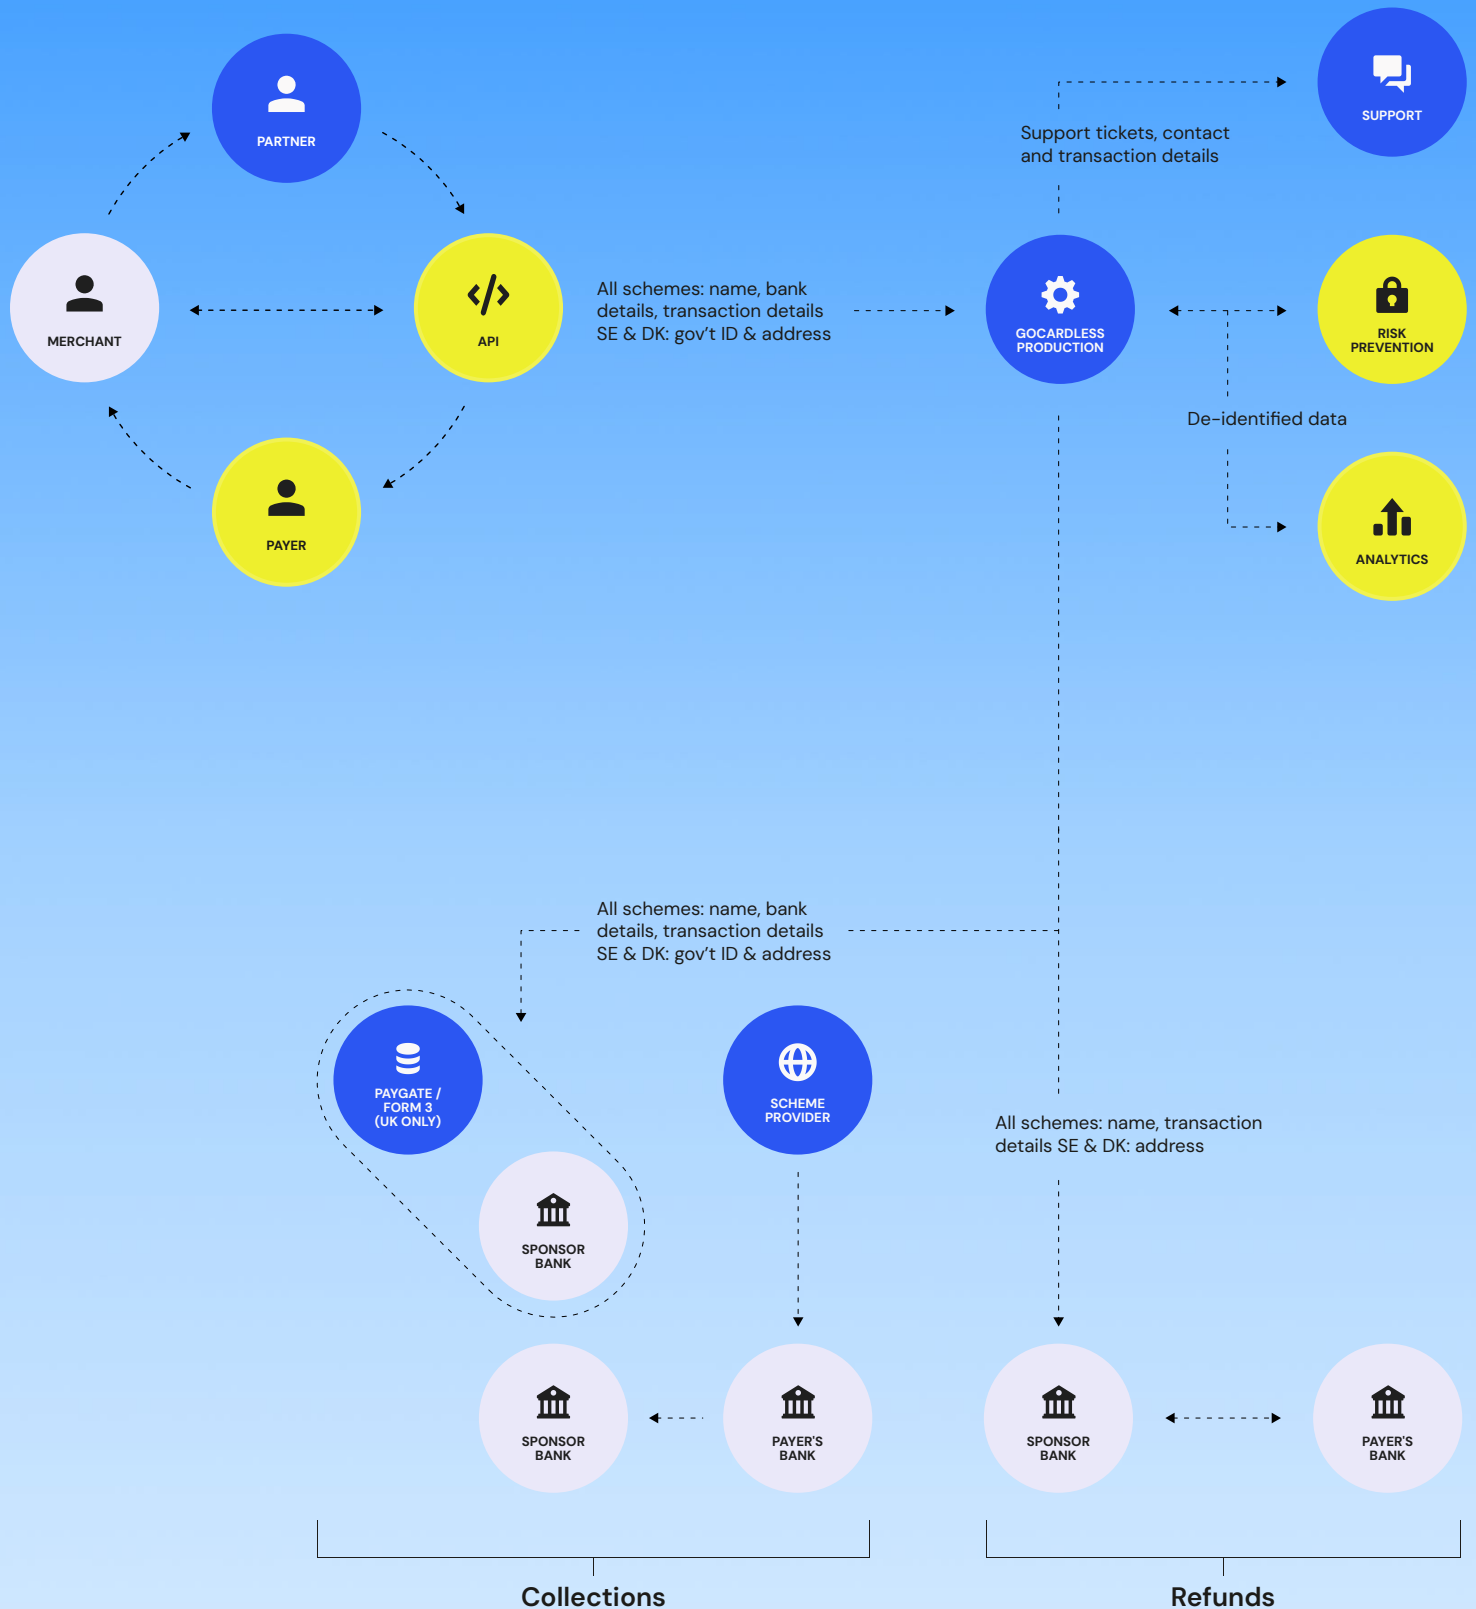 PARTNER
SUPPORT
Support tickets, contact
and transaction details
MERCHANT
API
All schemes: name, bank
details, transaction details
SE & DK: gov’t ID & address
GOCARDLESS
PRODUCTION
RISK
PREVENTION
De-identified data
PAYER
ANALYTICS
All schemes: name, bank
details, transaction details
SE & DK: gov’t ID & address
PAYGATE /
FORM 3
(UK ONLY)
SCHEME
PROVIDER
All schemes: name, transaction
details SE & DK: address
SPONSOR
BANK
SPONSOR
BANK
PAYER'S
BANK
SPONSOR
BANK
PAYER'S
BANK
Collections
Refunds